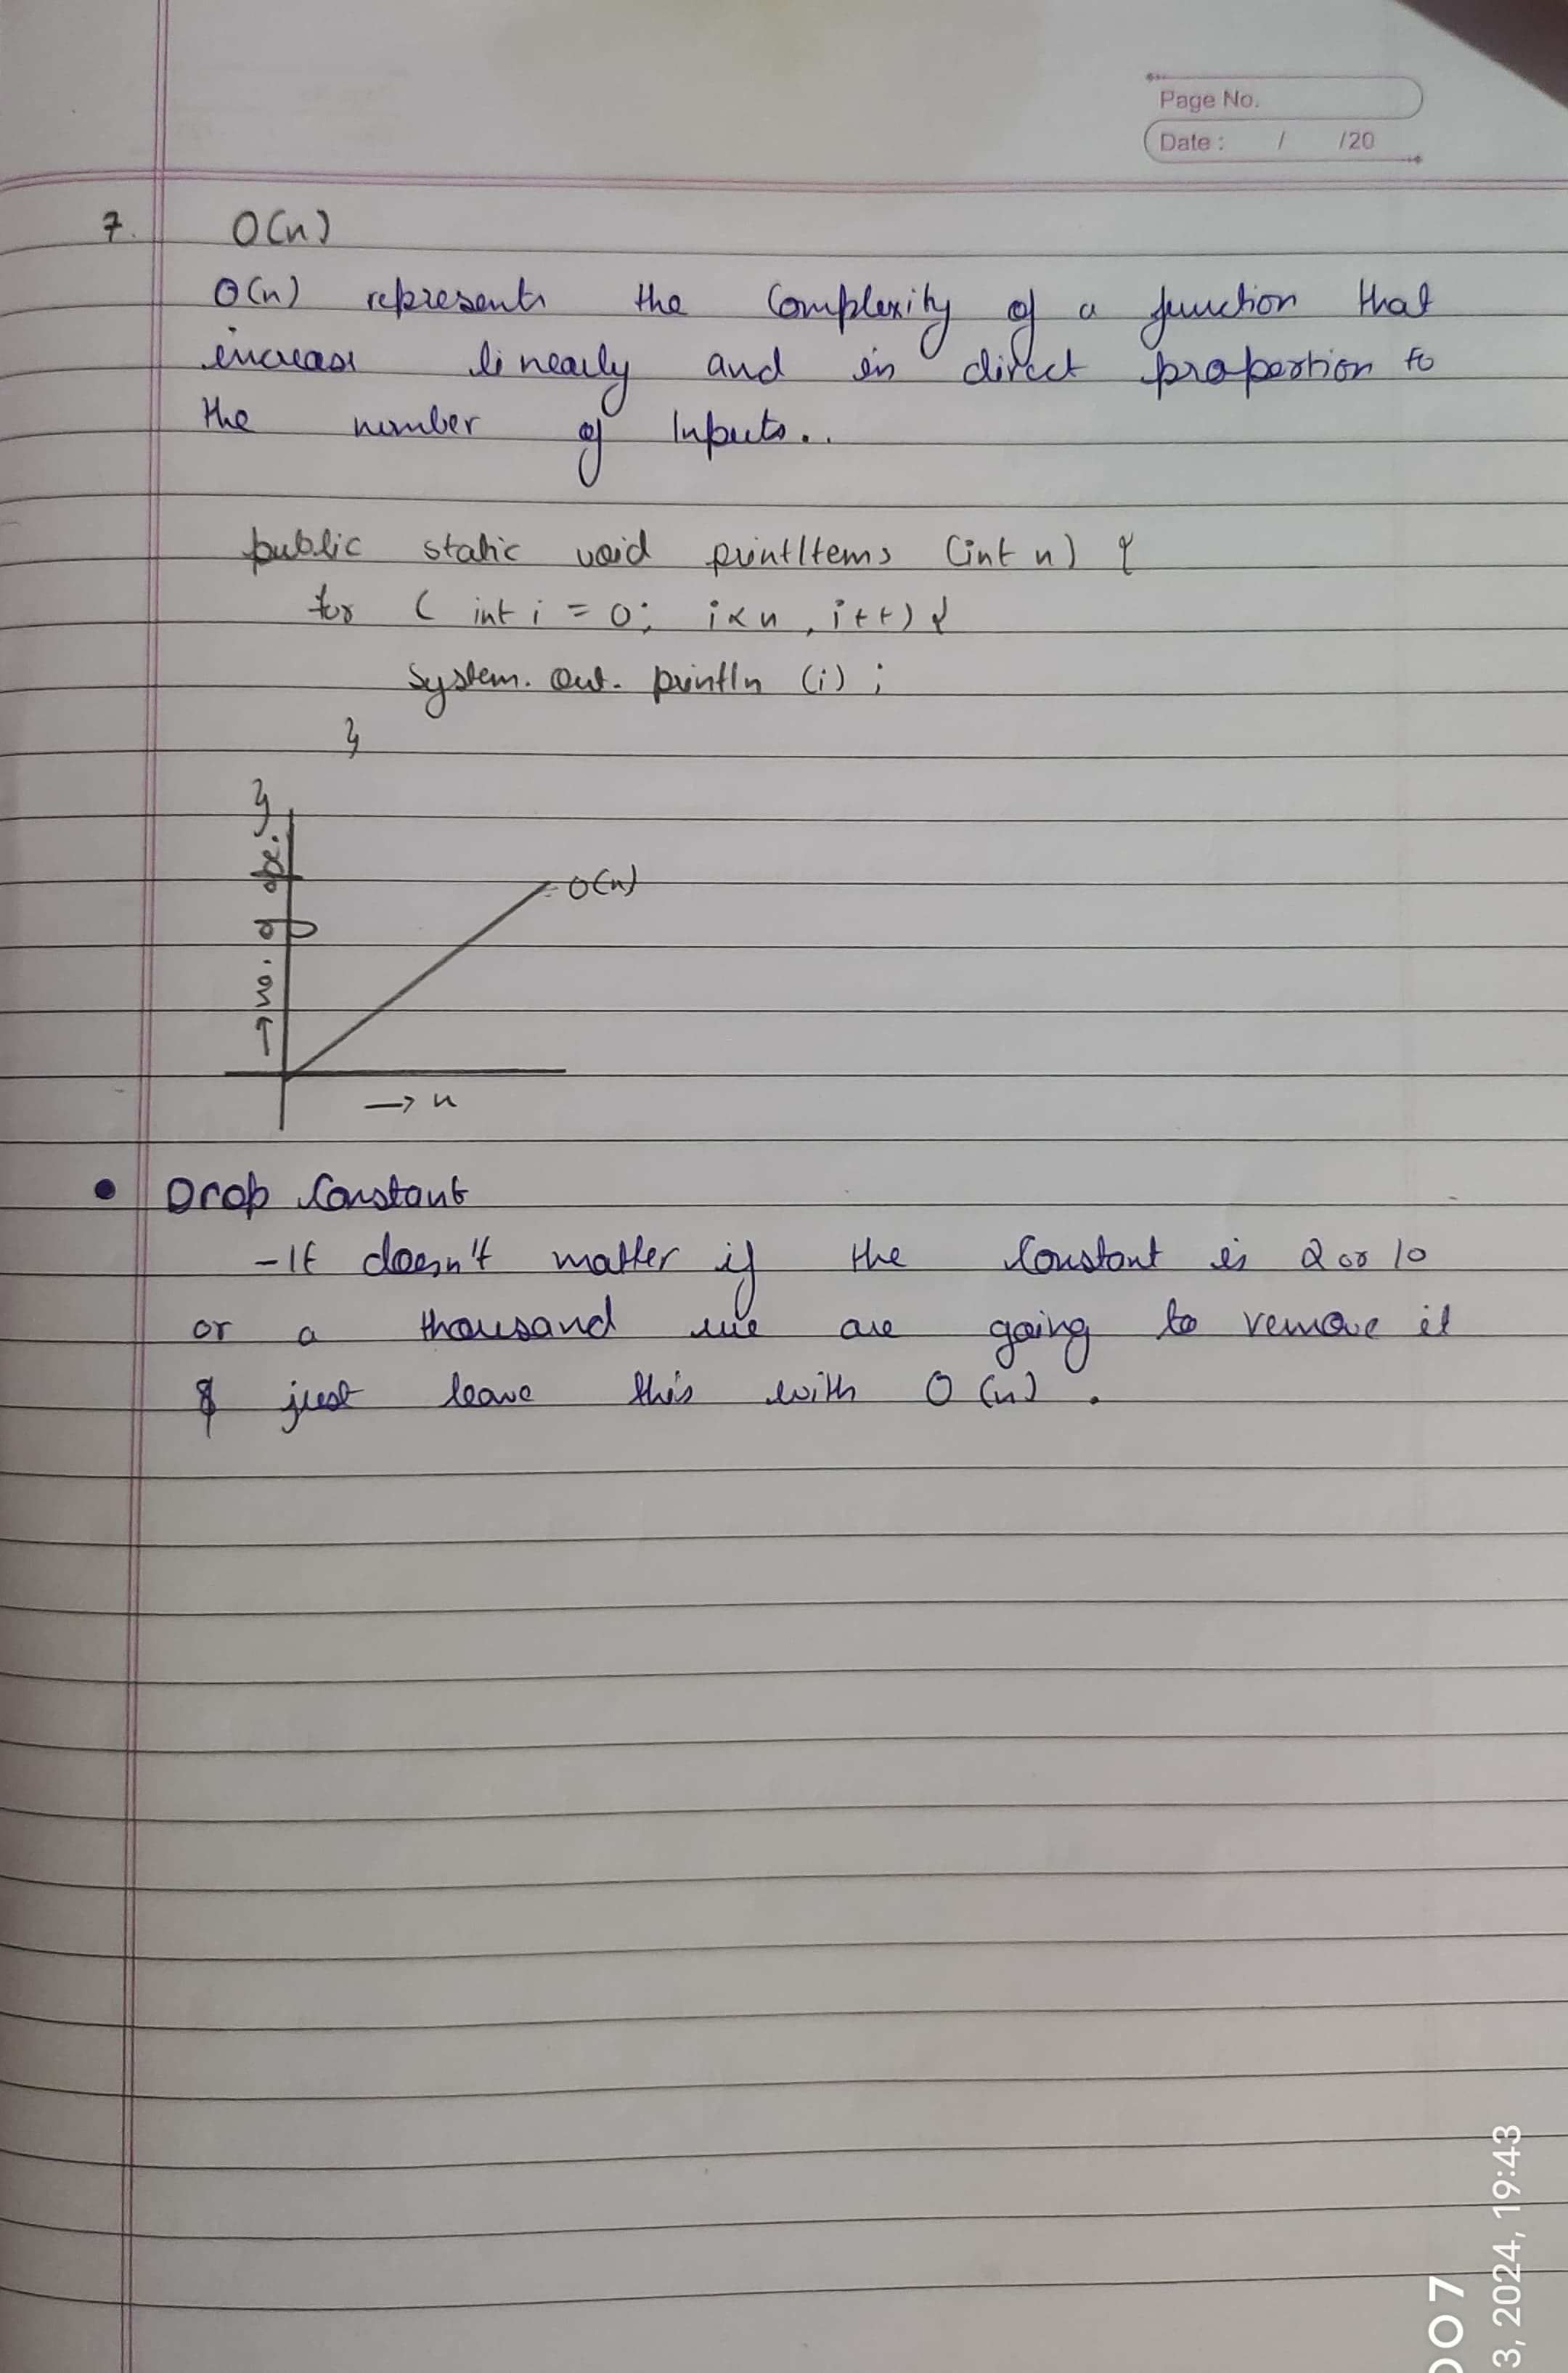 Page No.
Date : / /20
7. O(n)
O(n) represents the complexity of a function that
increase linearly and in direct proportion to
the number of Inputs..
public static void printItems (int n) {
for ( int i = 0; i<n, i++) {
System. Out. println (i) ;
}
}
→ no. of opr.
O(n)
→ n
• Drop Constant
- It doesn't matter if the Constant is 2 or 10
or a thousand we are going to remove it
& just leave this with O (n) .
007
3, 2024, 19:43